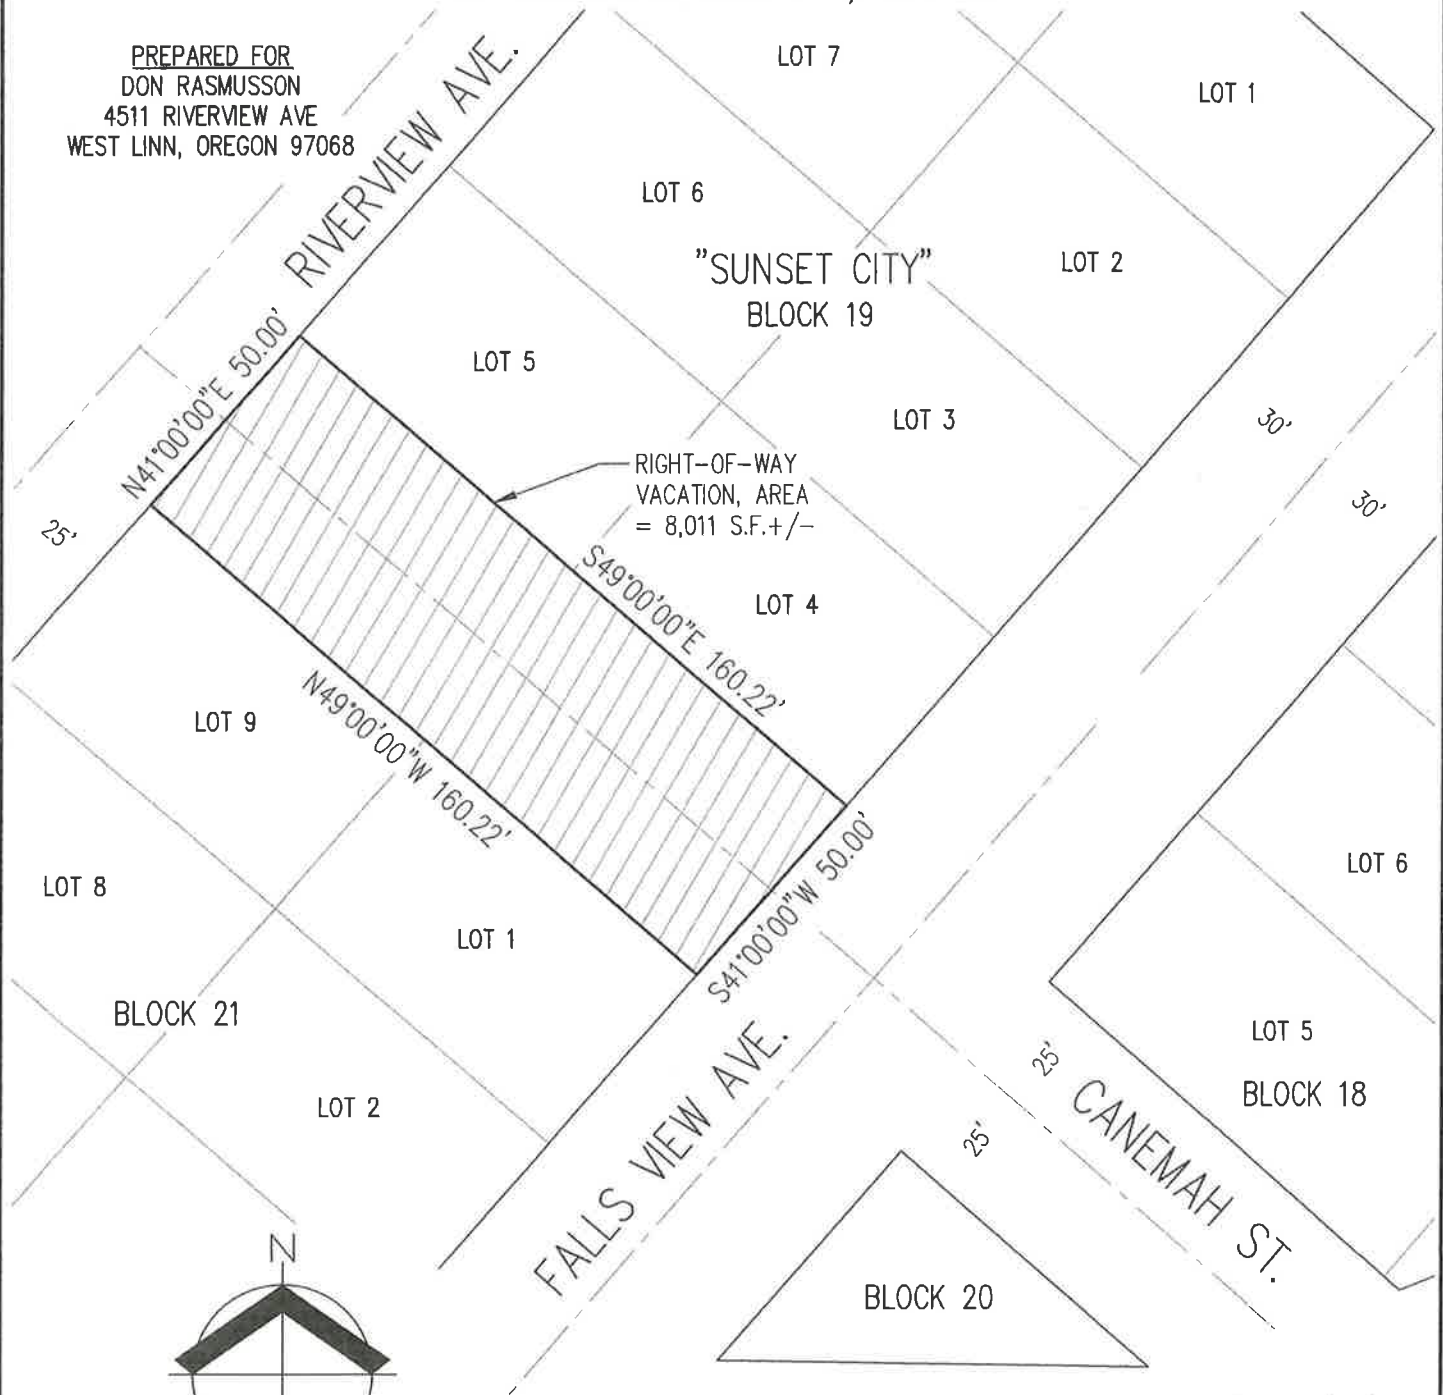 PREPARED FOR
DON RASMUSSON
4511 RIVERVIEW AVE
WEST LINN, OREGON 97068
RIVERVIEW AVE.
LOT 7
LOT 1
LOT 6
"SUNSET CITY"
BLOCK 19
LOT 2
LOT 5
LOT 3
N41°00'00"E 50.00'
25'
RIGHT-OF-WAY
VACATION, AREA
= 8,011 S.F.+/-
30'
30'
S49°00'00"E 160.22'
LOT 4
LOT 9
N49°00'00"W 160.22'
LOT 8
LOT 1
S41°00'00"W 50.00'
LOT 6
BLOCK 21
LOT 2
FALLS VIEW AVE.
25'
25'
CANEMAH ST.
LOT 5
BLOCK 18
BLOCK 20
N